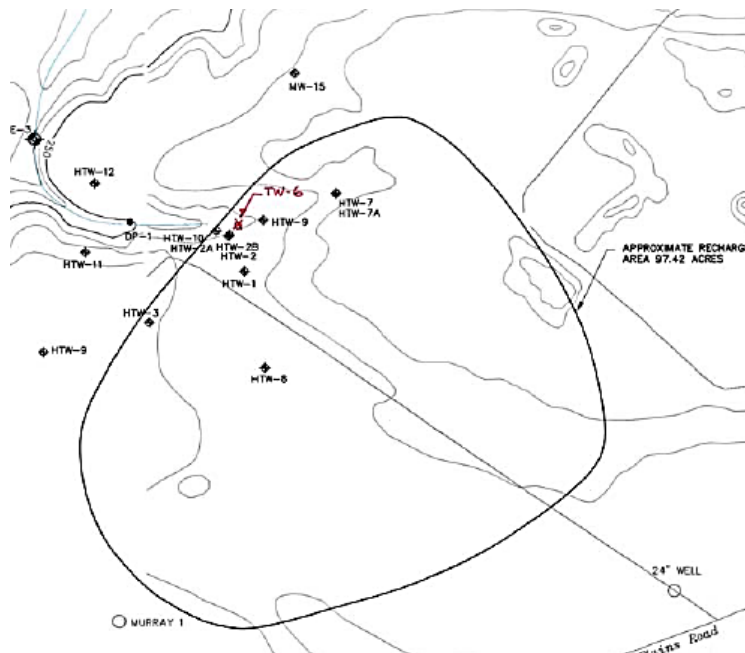 MW-15
E-3
250
HTW-12
TW-6
HTW-7
HTW-7A
HTW-9
DP-1
HTW-10
HTW-2A
HTW-2B
HTW-2
APPROXIMATE RECHARG
AREA 97.42 ACRES
HTW-11
HTW-1
HTW-3
HTW-9
HTW-8
24" WELL
MURRAY 1
lains Road